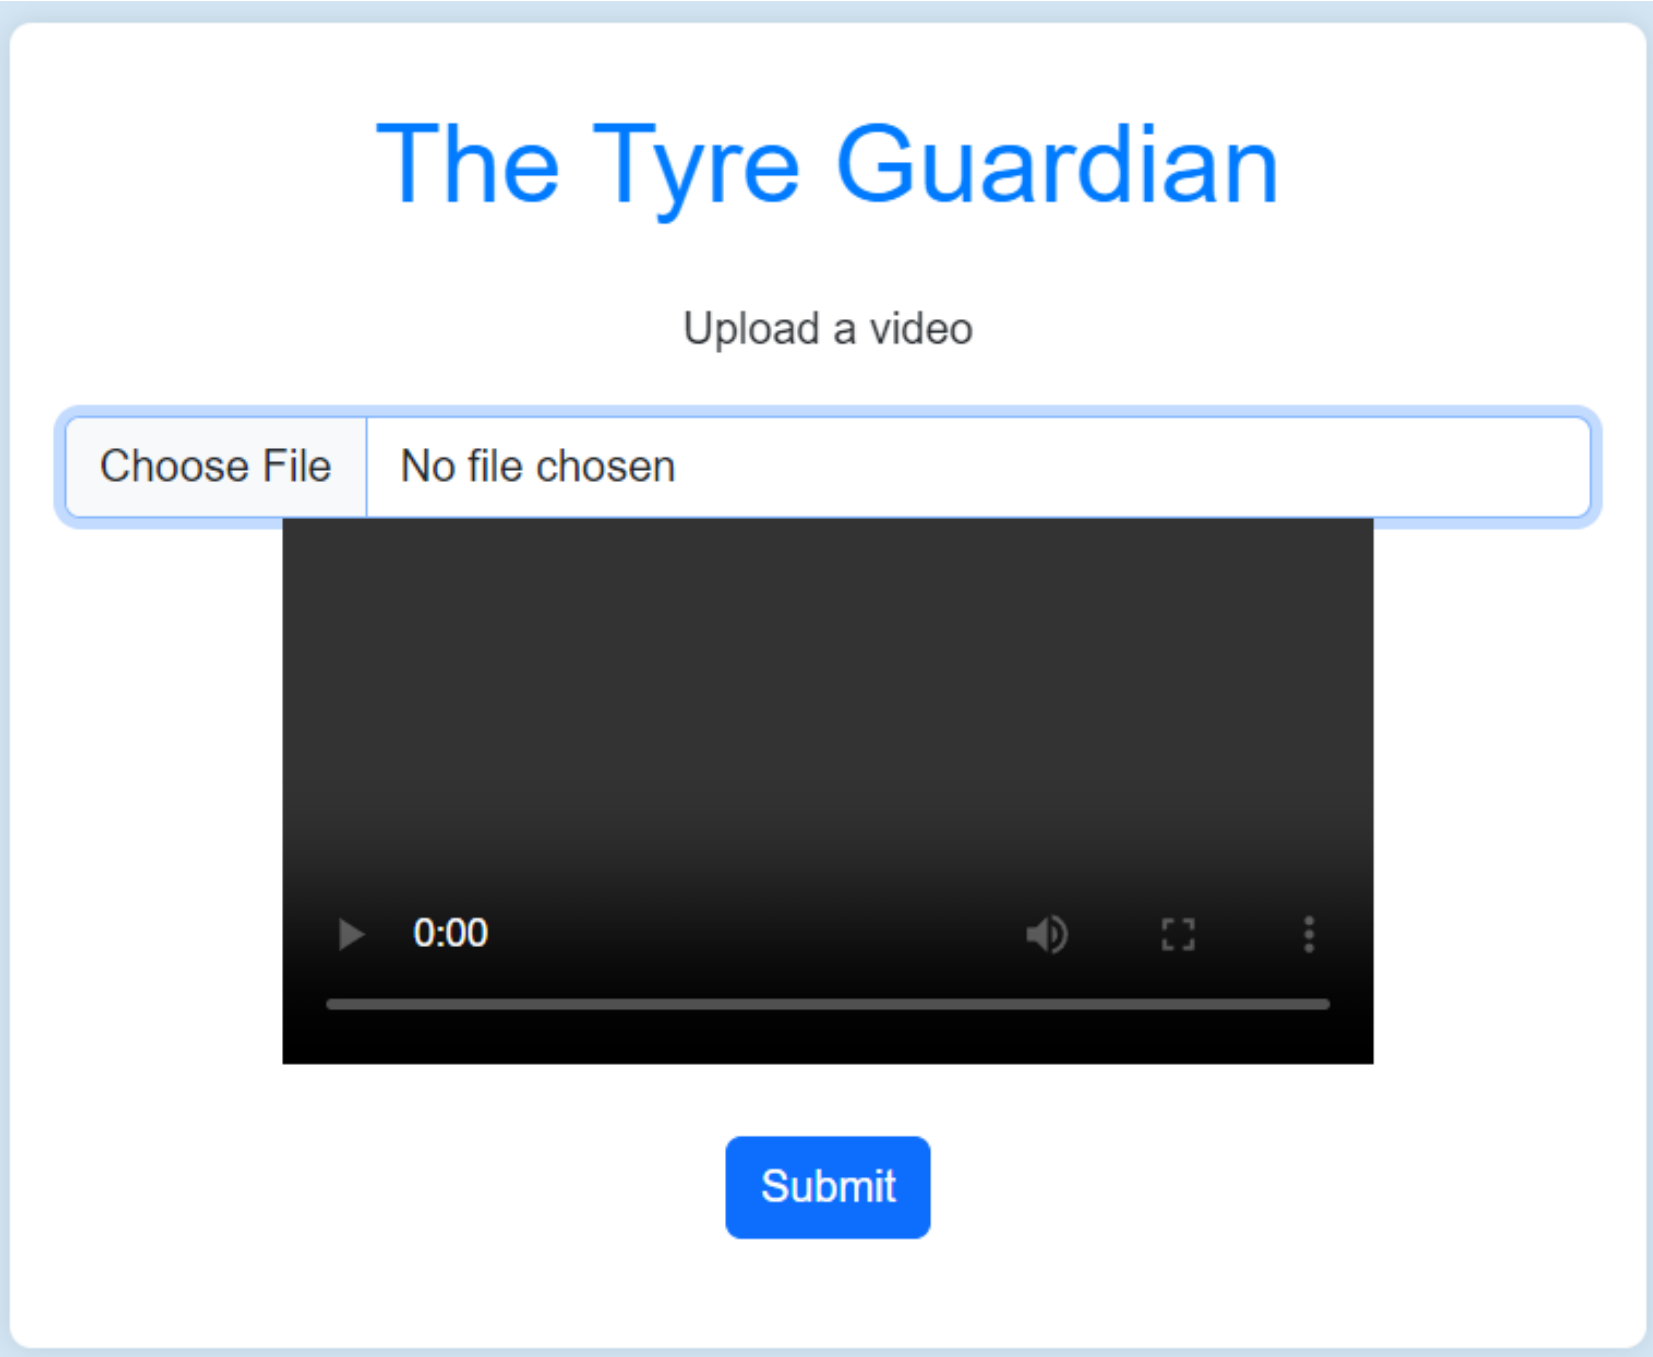 The Tyre Guardian
Upload a video
Choose File No file chosen
0:00
Submit